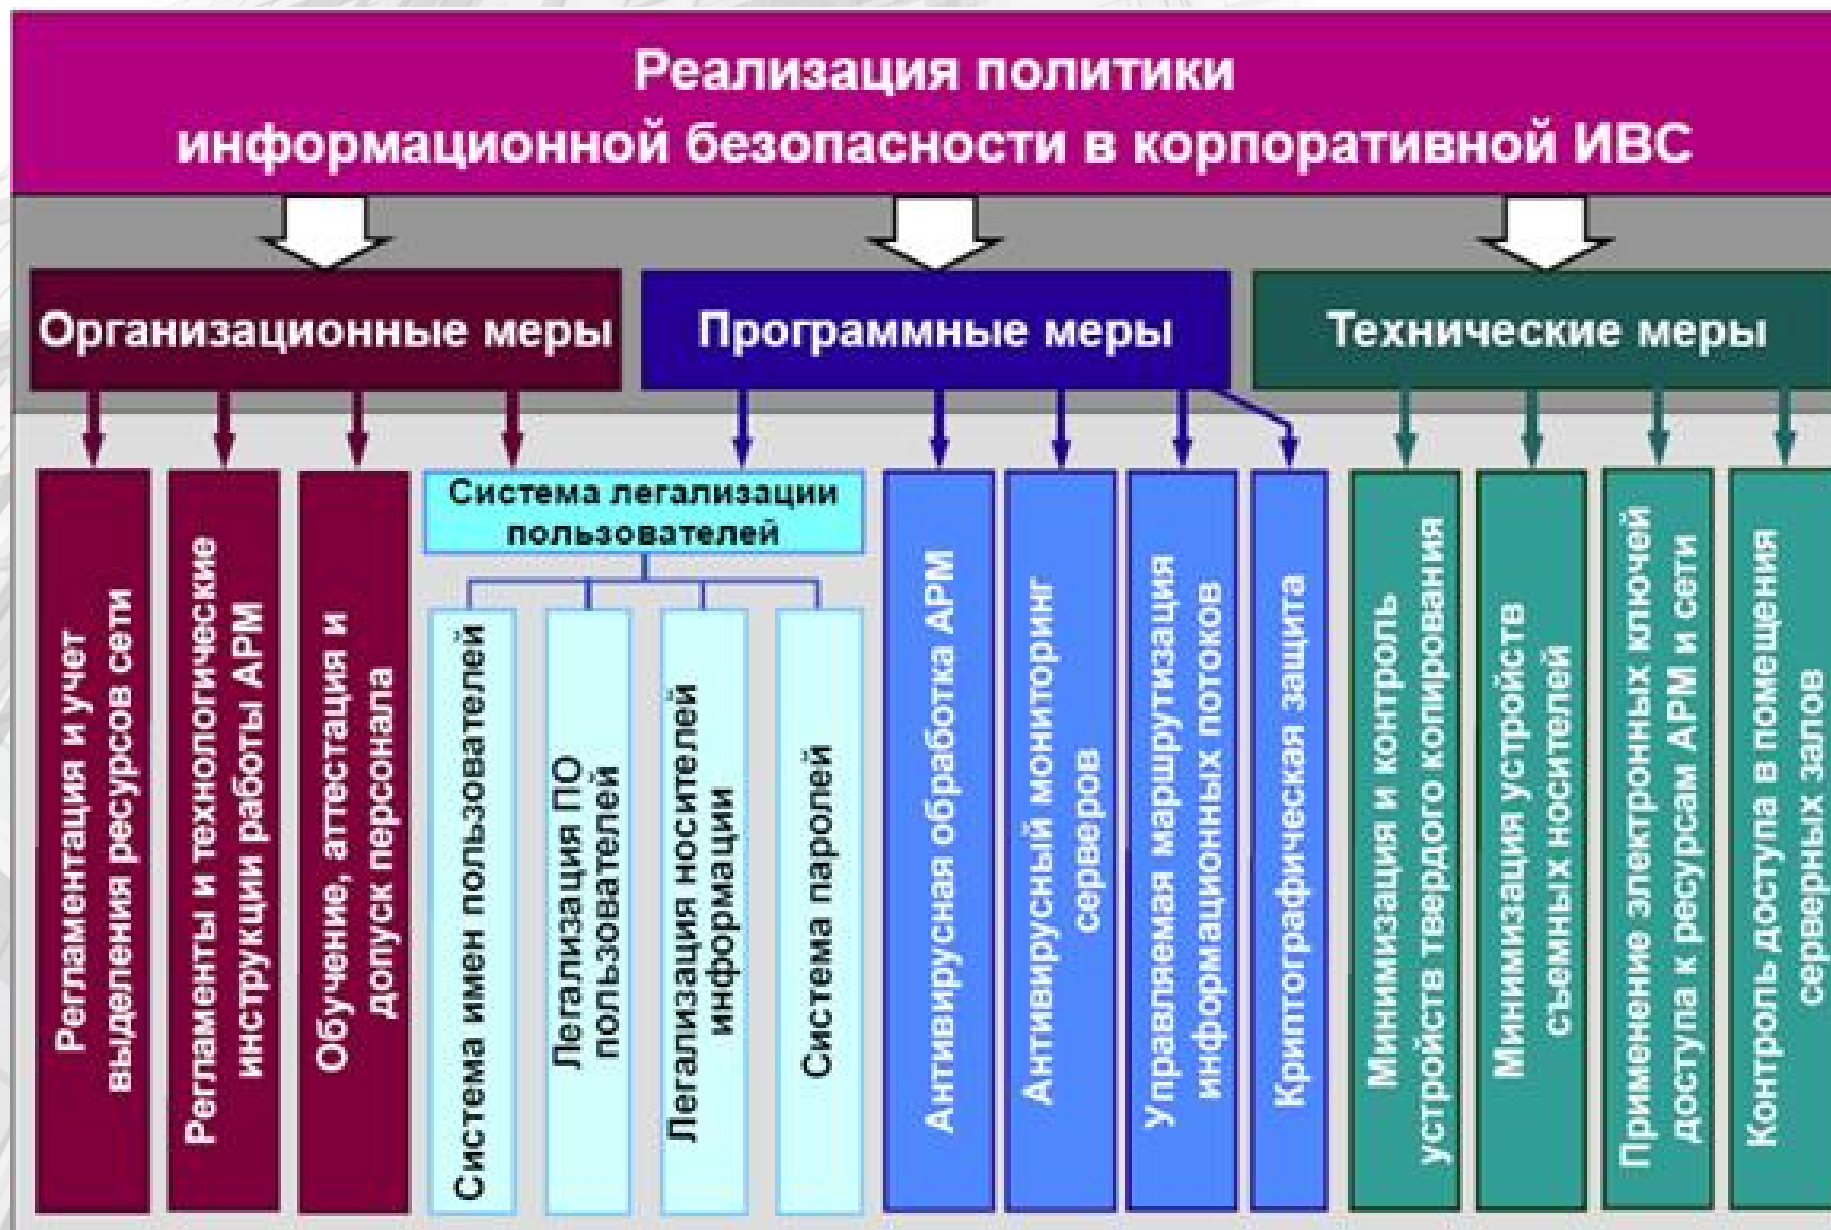 Реализация политики
информационной безопасности в корпоративной ИВС
Организационные меры
Программные меры
Технические меры
Регламентация и учет
выделения ресурсов сети
Регламенты и технологические
инструкции работы АРМ
Обучение, аттестация и
допуск персонала
Система легализации
пользователей
Система имен пользователей
Легализация ПО
пользователей
Легализация носителей
информации
Система паролей
Антивирусная обработка АРМ
Антивирусный мониторинг
серверов
Управляемая маршрутизация
информационных потоков
Криптографическая защита
Минимизация и контроль
устройств твердого копирования
Минимизация устройств
съемных носителей
Применение электронных ключей
доступа к ресурсам АРМ и сети
Контроль доступа в помещения
серверных залов